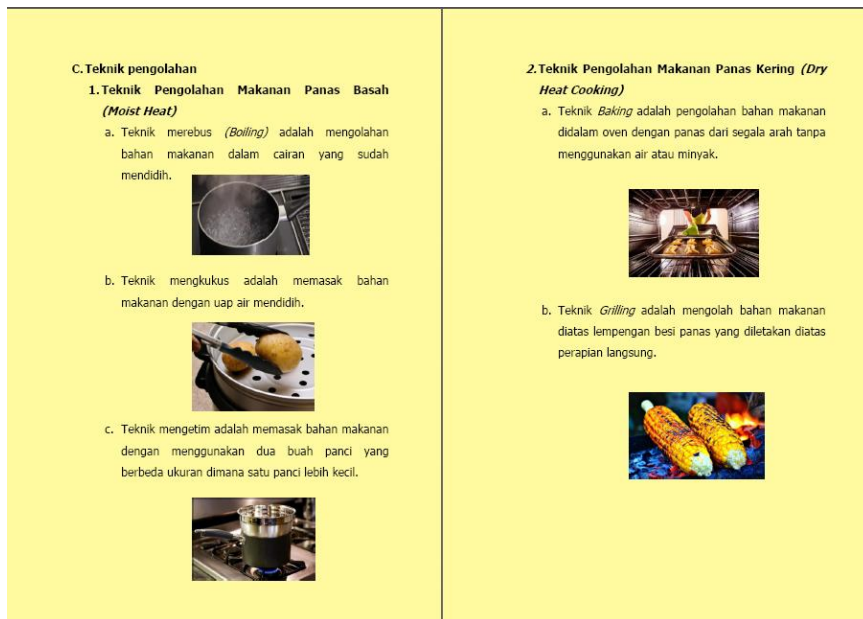 C. Teknik pengolahan
1. Teknik Pengolahan Makanan Panas Basah
(Moist Heat)
a. Teknik merebus (Boiling) adalah mengolahan
bahan makanan dalam cairan yang sudah
mendidih.
b. Teknik mengkukus adalah memasak bahan
makanan dengan uap air mendidih.
c. Teknik mengetim adalah memasak bahan makanan
dengan menggunakan dua buah panci yang
berbeda ukuran dimana satu panci lebih kecil.
2. Teknik Pengolahan Makanan Panas Kering (Dry
Heat Cooking)
a. Teknik Baking adalah pengolahan bahan makanan
didalam oven dengan panas dari segala arah tanpa
menggunakan air atau minyak.
b. Teknik Grilling adalah mengolah bahan makanan
diatas lempengan besi panas yang diletakan diatas
perapian langsung.